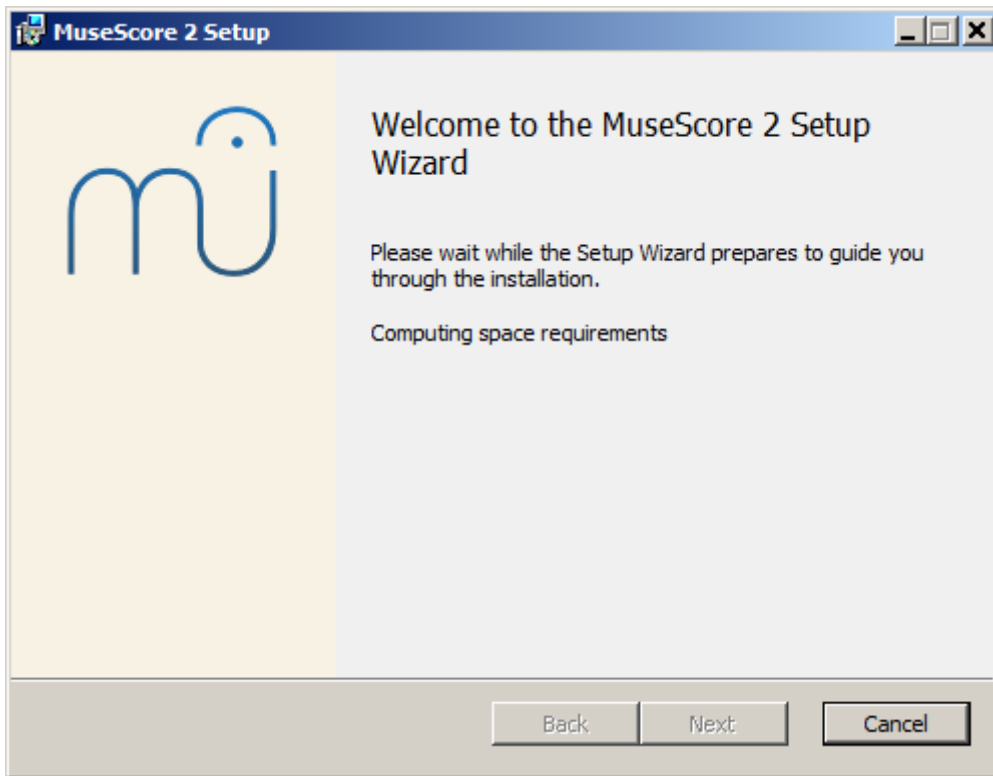 MuseScore 2 Setup
Welcome to the MuseScore 2 Setup
Wizard
Please wait while the Setup Wizard prepares to guide you
through the installation.
Computing space requirements
Back Next Cancel